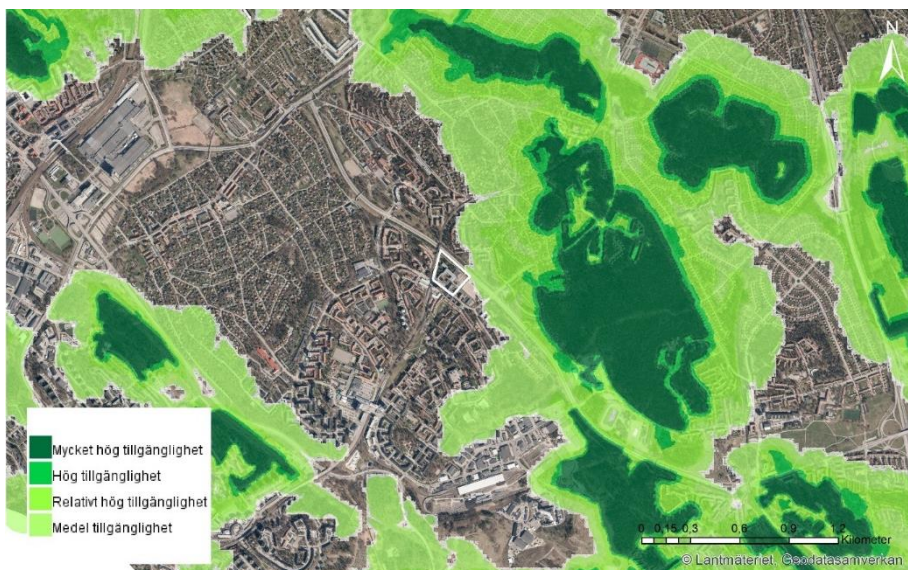 N
Mycket hög tillgänglighet
Hög tillgänglighet
Relativt hög tillgänglighet
Medel tillgänglighet
0 0,15 0,3 0,6 0,9 1,2
Kilometer
© Lantmäteriet, Geodatasamverkan